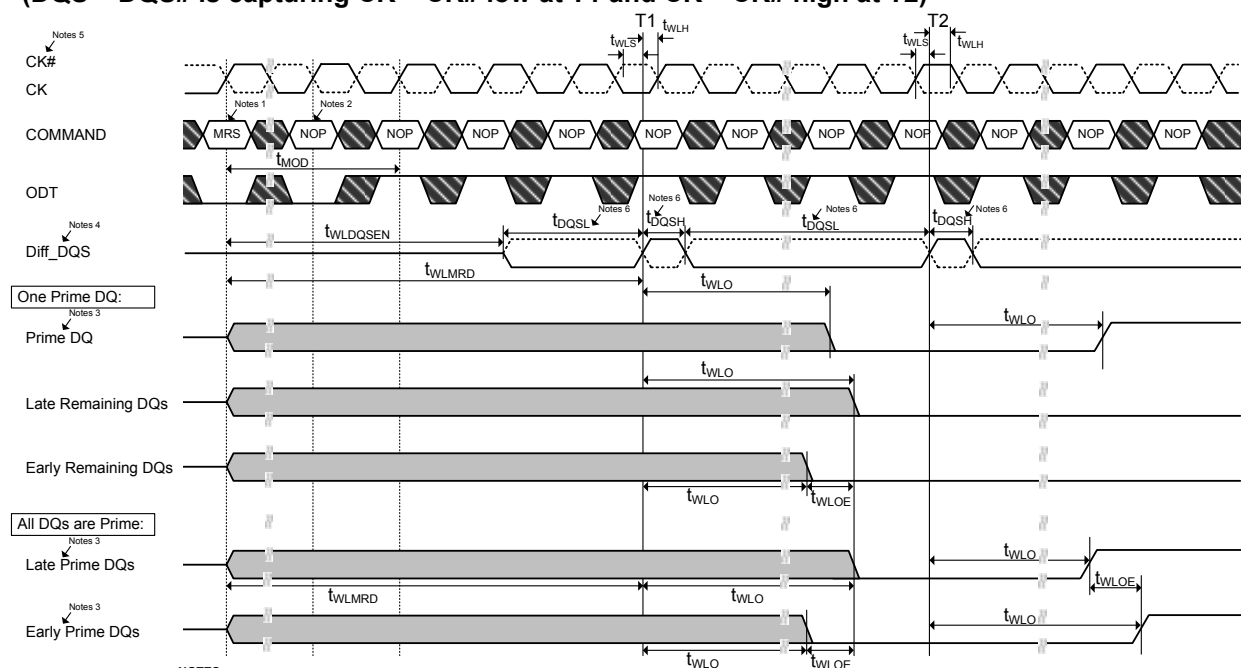 (DQS – DQS# is capturing CK – CK# low at T1 and CK – CK# high at T2)
T1 T2
tWLS tWLH tWLS tWLH
Notes 5
CK#
CK
Notes 1 Notes 2
COMMAND MRS NOP NOP NOP NOP NOP NOP NOP NOP NOP NOP NOP
tMOD
ODT
Notes 6 Notes 6 Notes 6 Notes 6
tDQSL tDQSH tDQSL tDQSH
Notes 4
Diff_DQS
tWLDQSEN
tWLMRD
tWLO
One Prime DQ:
Notes 3
Prime DQ
tWLO
tWLO
Late Remaining DQs
Early Remaining DQs
tWLO tWLOE
All DQs are Prime:
Notes 3
Late Prime DQs
tWLO
tWLMRD tWLO tWLOE
Notes 3
Early Prime DQs
tWLO
tWLO tWLOE